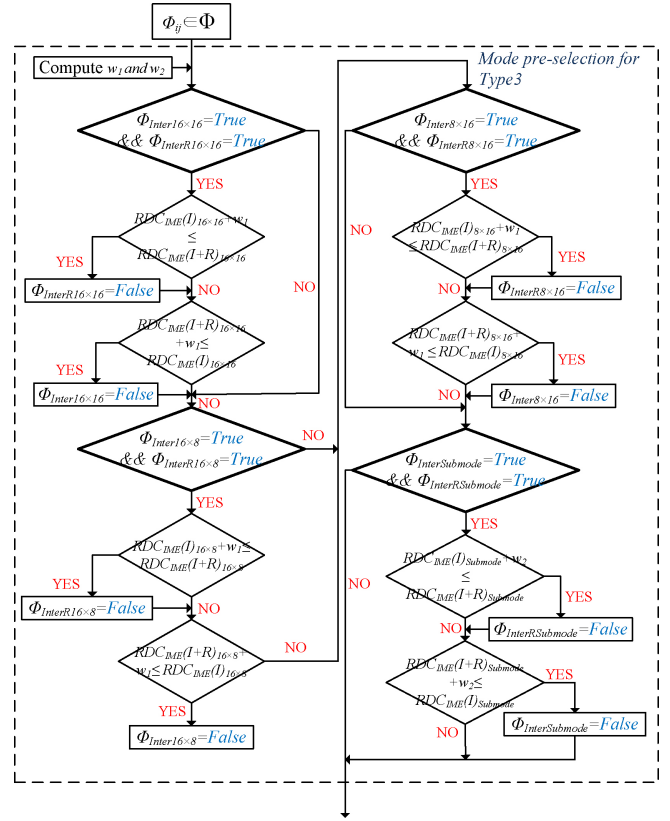 Φij∈Φ
Compute w1 and w2
Mode pre-selection for
Type3
ΦInter16×16=True
&& ΦInterR16×16=True
YES
RDCIME(I)16×16+w1
≤
RDCIME(I+R)16×16
YES
ΦInterR16×16=False
NO
NO
RDCIME(I+R)16×16
+w1≤
RDCIME(I)16×16
YES
ΦInter16×16=False
NO
ΦInter16×8=True
&& ΦInterR16×8=True
NO
YES
RDCIME(I)16×8+w1≤
RDCIME(I+R)16×8
YES
ΦInterR16×8=False
NO
RDCIME(I+R)16×8+
w1≤RDCIME(I)16×8
NO
YES
ΦInter16×8=False
ΦInter8×16=True
&& ΦInterR8×16=True
YES
NO
RDCIME(I)8×16+w1
≤RDCIME(I+R)8×16
YES
ΦInterR8×16=False
NO
RDCIME(I+R)8×16+
w1≤RDCIME(I)8×16
YES
ΦInter8×16=False
NO
ΦInterSubmode=True
&& ΦInterRSubmode=True
YES
NO
RDCIME(I)Submode+w2
≤
RDCIME(I+R)Submode
YES
ΦInterRSubmode=False
NO
RDCIME(I+R)Submode
+w2≤
RDCIME(I)Submode
YES
ΦInterSubmode=False
NO